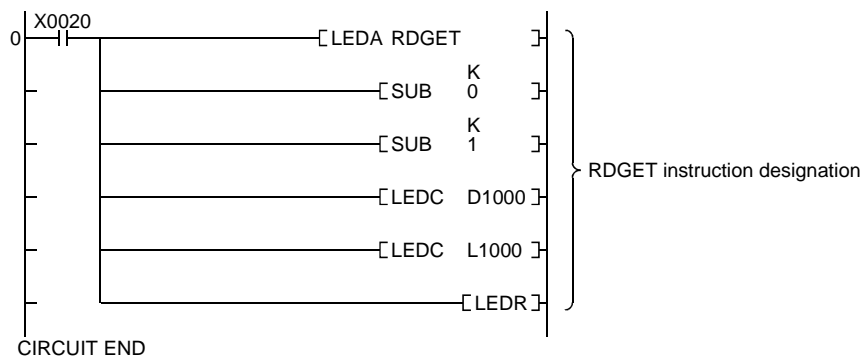 X0020
0 LEDA RDGET
K
SUB 0
K
SUB 1
RDGET instruction designation
LEDC D1000
LEDC L1000
LEDR
CIRCUIT END